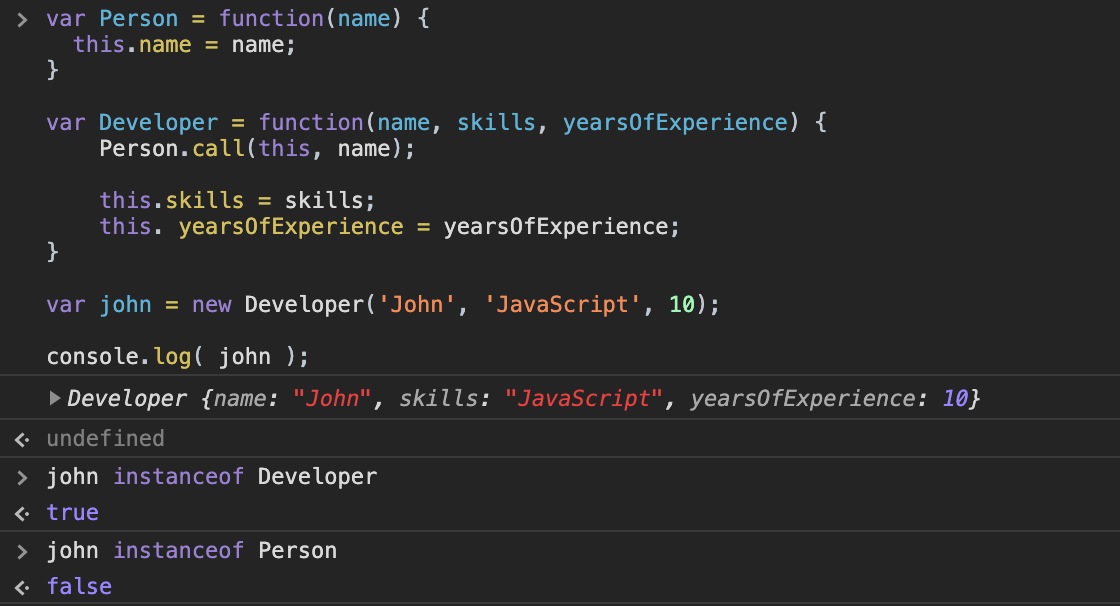 > var Person = function(name) {
  this.name = name;
}

var Developer = function(name, skills, yearsOfExperience) {
    Person.call(this, name);

    this.skills = skills;
    this. yearsOfExperience = yearsOfExperience;
}

var john = new Developer('John', 'JavaScript', 10);

console.log( john );
▶ Developer {name: "John", skills: "JavaScript", yearsOfExperience: 10}
undefined
> john instanceof Developer
true
> john instanceof Person
false